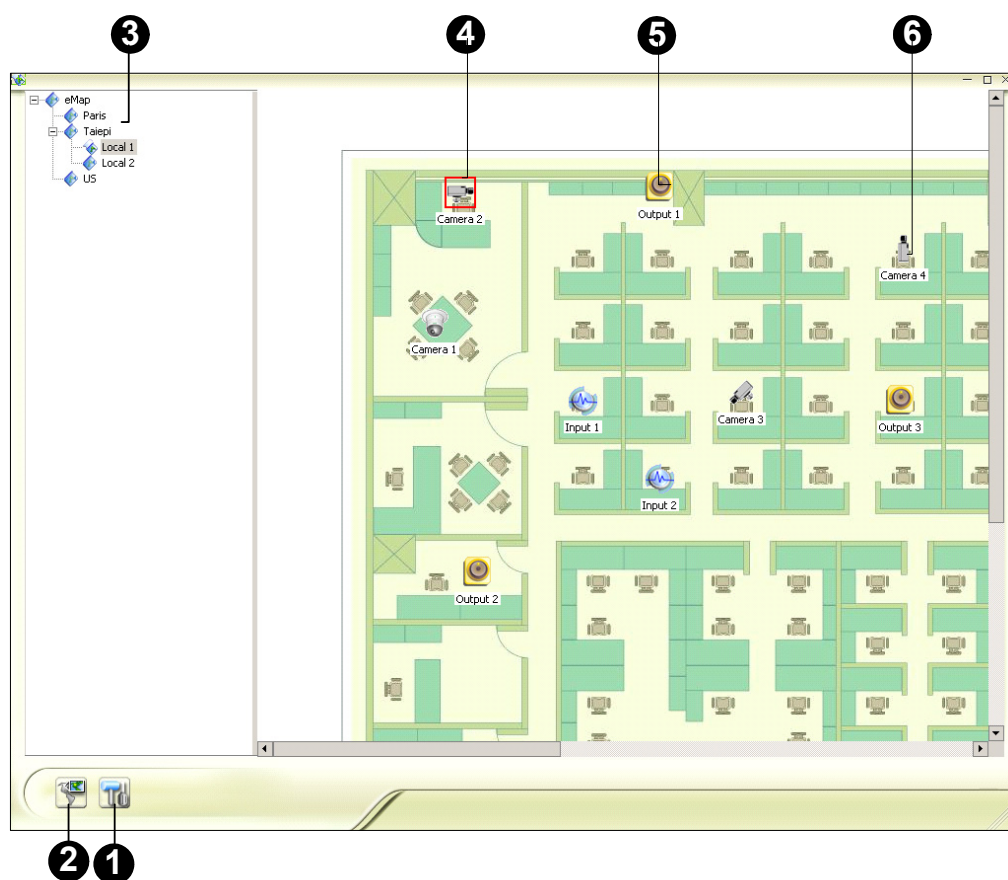 3
4
5
6
eMap
Paris
Taiepi
Local 1
Local 2
US
Camera 2
Output 1
Camera 4
Camera 1
Input 1
Camera 3
Output 3
Input 2
Output 2
2
1